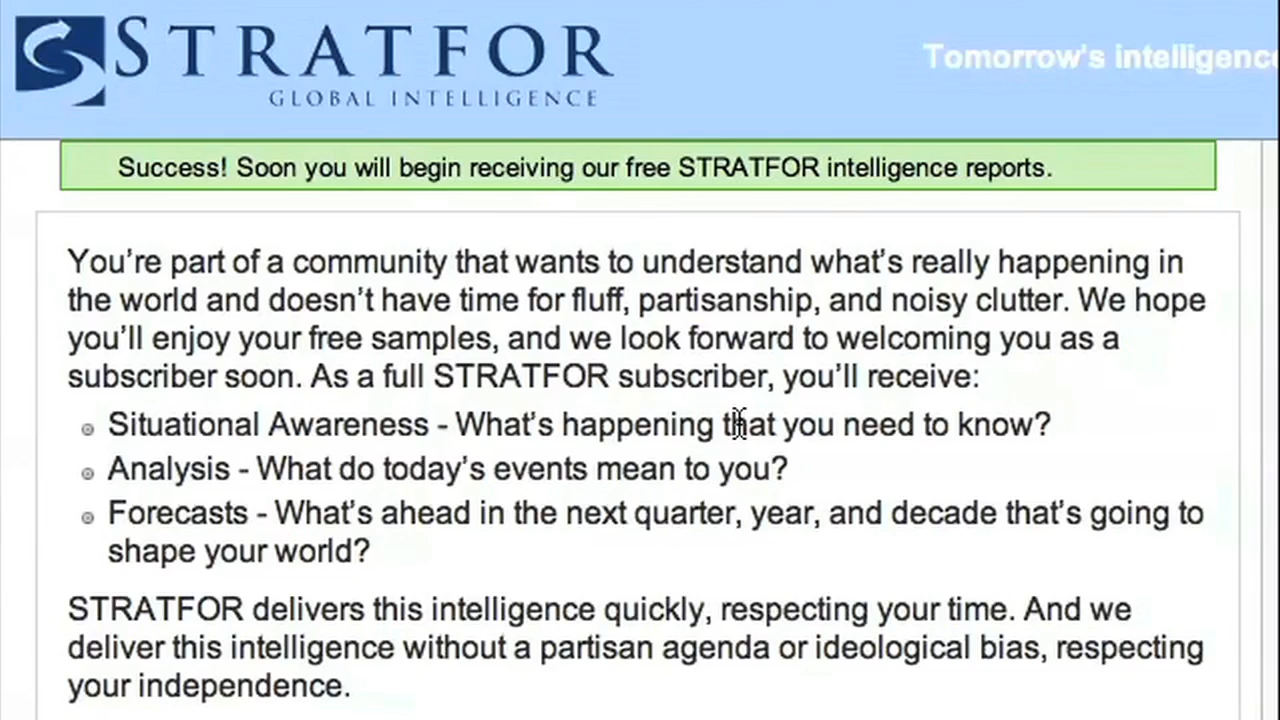 STRATFOR
GLOBAL INTELLIGENCE
Tomorrow's intelligence
Success! Soon you will begin receiving our free STRATFOR intelligence reports.
You’re part of a community that wants to understand what’s really happening in
the world and doesn’t have time for fluff, partisanship, and noisy clutter. We hope
you’ll enjoy your free samples, and we look forward to welcoming you as a
subscriber soon. As a full STRATFOR subscriber, you’ll receive:
Situational Awareness - What’s happening that you need to know?
Analysis - What do today’s events mean to you?
Forecasts - What’s ahead in the next quarter, year, and decade that’s going to
shape your world?
STRATFOR delivers this intelligence quickly, respecting your time. And we
deliver this intelligence without a partisan agenda or ideological bias, respecting
your independence.